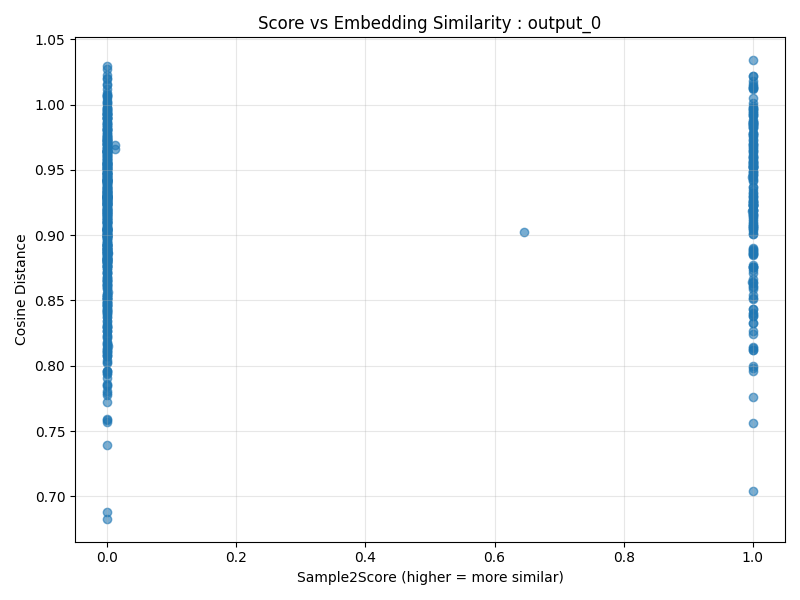 Score vs Embedding Similarity : output_0
1.05
1.00
0.95
0.90
0.85
0.80
0.75
0.70
Cosine Distance
0.0 0.2 0.4 0.6 0.8 1.0
Sample2Score (higher = more similar)